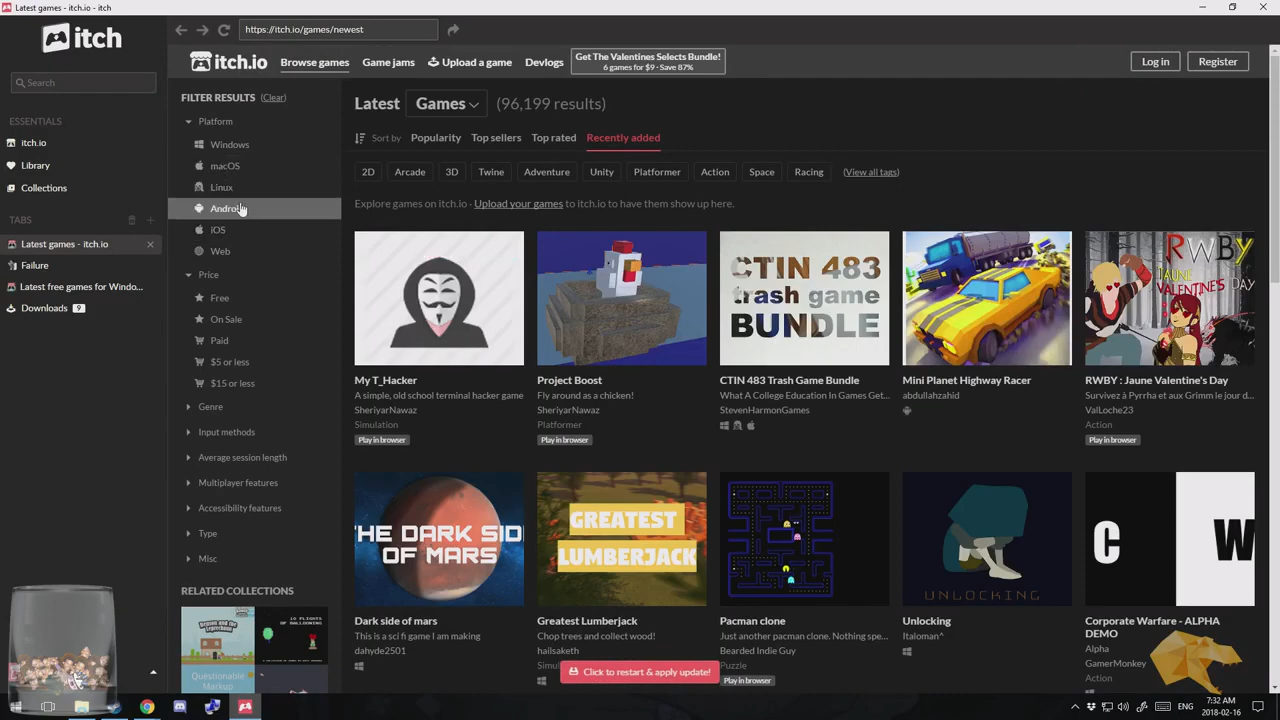 Latest games - itch.io - itch
itch
https://itch.io/games/newest
Search
ESSENTIALS
itch.io
Library
Collections
TABS
Latest games - itch.io
Failure
Latest free games for Windo...
Downloads 9
itch.io
Browse games
Game jams
Upload a game
Devlogs
Get The Valentines Selects Bundle!
6 games for $9 · Save 87%
Log in
Register
FILTER RESULTS (Clear)
Platform
Windows
macOS
Linux
Android
iOS
Web
Price
Free
On Sale
Paid
$5 or less
$15 or less
Genre
Input methods
Average session length
Multiplayer features
Accessibility features
Type
Misc
RELATED COLLECTIONS
Questionable
Markup
Latest Games (96,199 results)
Sort by Popularity Top sellers Top rated Recently added
2D Arcade 3D Twine Adventure Unity Platformer Action Space Racing (View all tags)
Explore games on itch.io · Upload your games to itch.io to have them show up here.
My T_Hacker
A simple, old school terminal hacker game
SheriyarNawaz
Simulation
Play in browser
Project Boost
Fly around as a chicken!
SheriyarNawaz
Platformer
Play in browser
CTIN 483
trash game
BUNDLE
CTIN 483 Trash Game Bundle
What A College Education In Games Get...
StevenHarmonGames
Mini Planet Highway Racer
abdullahzahid
RWBY
JAUNE
VALENTINE'S DAY
RWBY : Jaune Valentine's Day
Survivez à Pyrrha et aux Grimm le jour d...
ValLoche23
Action
Play in browser
THE DARK SIDE
OF MARS
Dark side of mars
This is a sci fi game I am making
dahyde2501
GREATEST
LUMBERJACK
Greatest Lumberjack
Chop trees and collect wood!
hailsaketh
Pacman clone
Just another pacman clone. Nothing spe...
Bearded Indie Guy
Puzzle
Play in browser
UNLOCKING
Unlocking
Italoman^
C W
Corporate Warfare - ALPHA
DEMO
Alpha
GamerMonkey
Action
Click to restart & apply update!
ENG
7:32 AM
2018-02-16